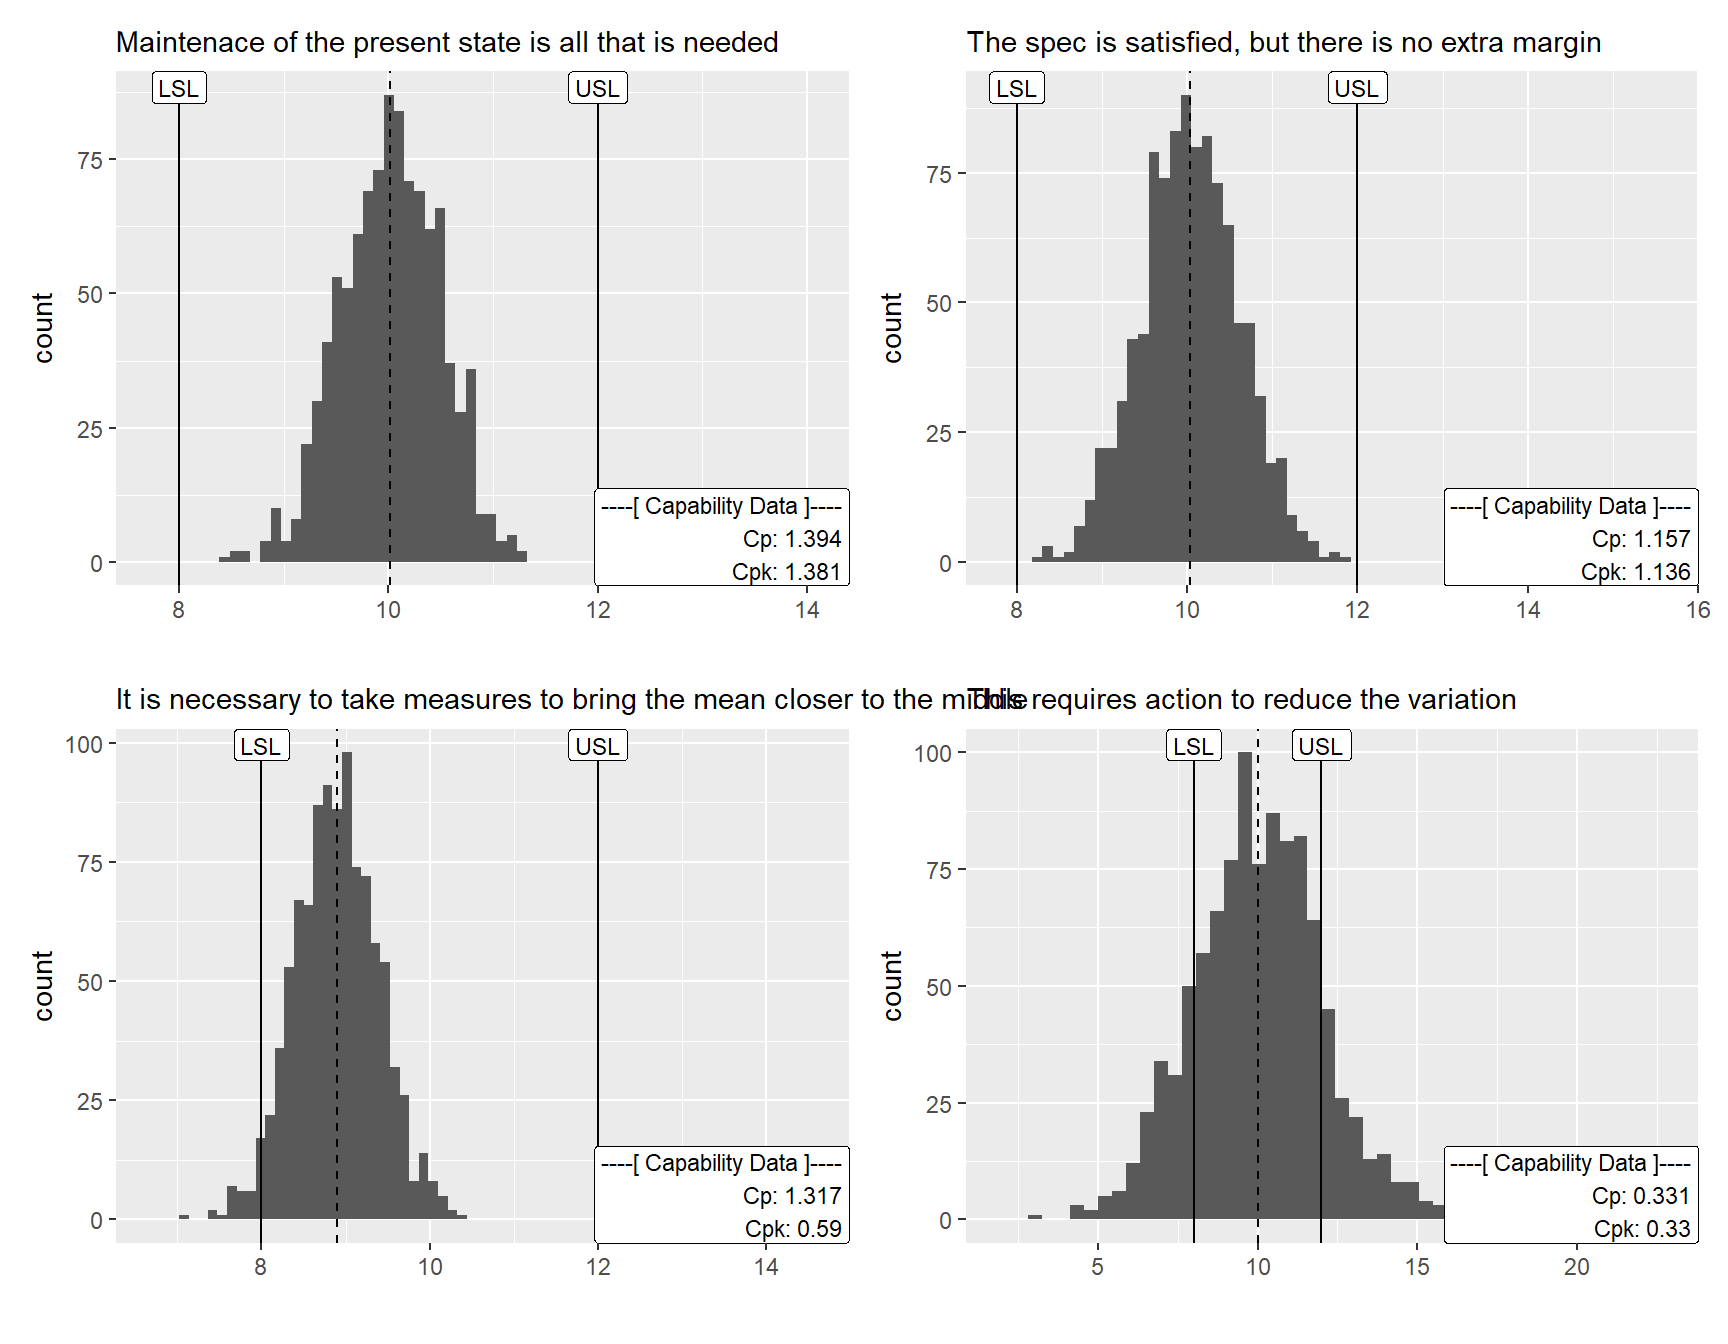 Maintenace of the present state is all that is needed
LSL
USL
75
50
25
0
count
----[ Capability Data ]----
Cp: 1.394
Cpk: 1.381
8 10 12 14
The spec is satisfied, but there is no extra margin
LSL
USL
75
50
25
0
count
----[ Capability Data ]----
Cp: 1.157
Cpk: 1.136
8 10 12 14 16
It is necessary to take measures to bring the mean closer to the middle
LSL
USL
100
75
50
25
0
count
----[ Capability Data ]----
Cp: 1.317
Cpk: 0.59
8 10 12 14
This requires action to reduce the variation
LSL
USL
100
75
50
25
0
count
----[ Capability Data ]----
Cp: 0.331
Cpk: 0.33
5 10 15 20